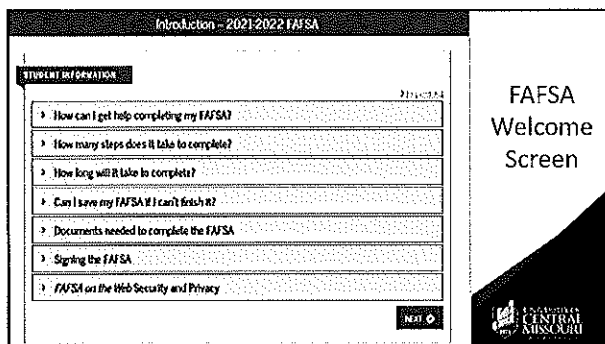 Introduction – 2021-2022 FAFSA
STUDENT INFORMATION
> How can I get help completing my FAFSA?
> How many steps does it take to complete?
> How long will it take to complete?
> Can I save my FAFSA if I can't finish it?
> Documents needed to complete the FAFSA
> Signing the FAFSA
> FAFSA on the Web Security and Privacy
NEXT
FAFSA
Welcome
Screen
UNIVERSITY OF
CENTRAL
MISSOURI